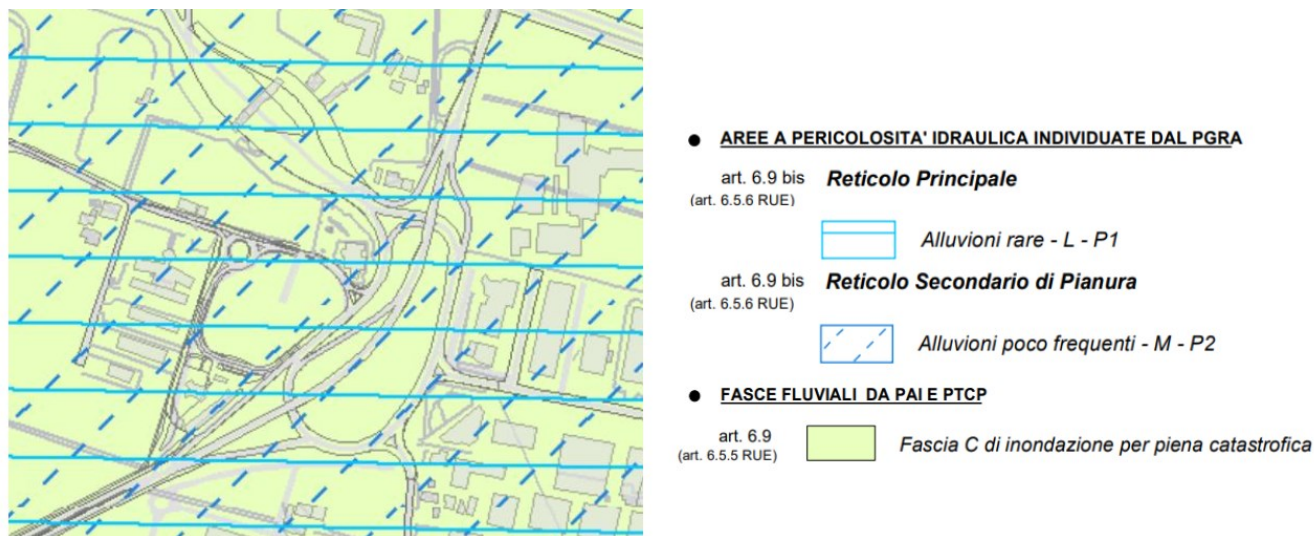 ● AREE A PERICOLOSITA' IDRAULICA INDIVIDUATE DAL PGRA
art. 6.9 bis Reticolo Principale
(art. 6.5.6 RUE)
Alluvioni rare - L - P1
art. 6.9 bis Reticolo Secondario di Pianura
(art. 6.5.6 RUE)
Alluvioni poco frequenti - M - P2
● FASCE FLUVIALI DA PAI E PTCP
art. 6.9
(art. 6.5.5 RUE)
Fascia C di inondazione per piena catastrofica